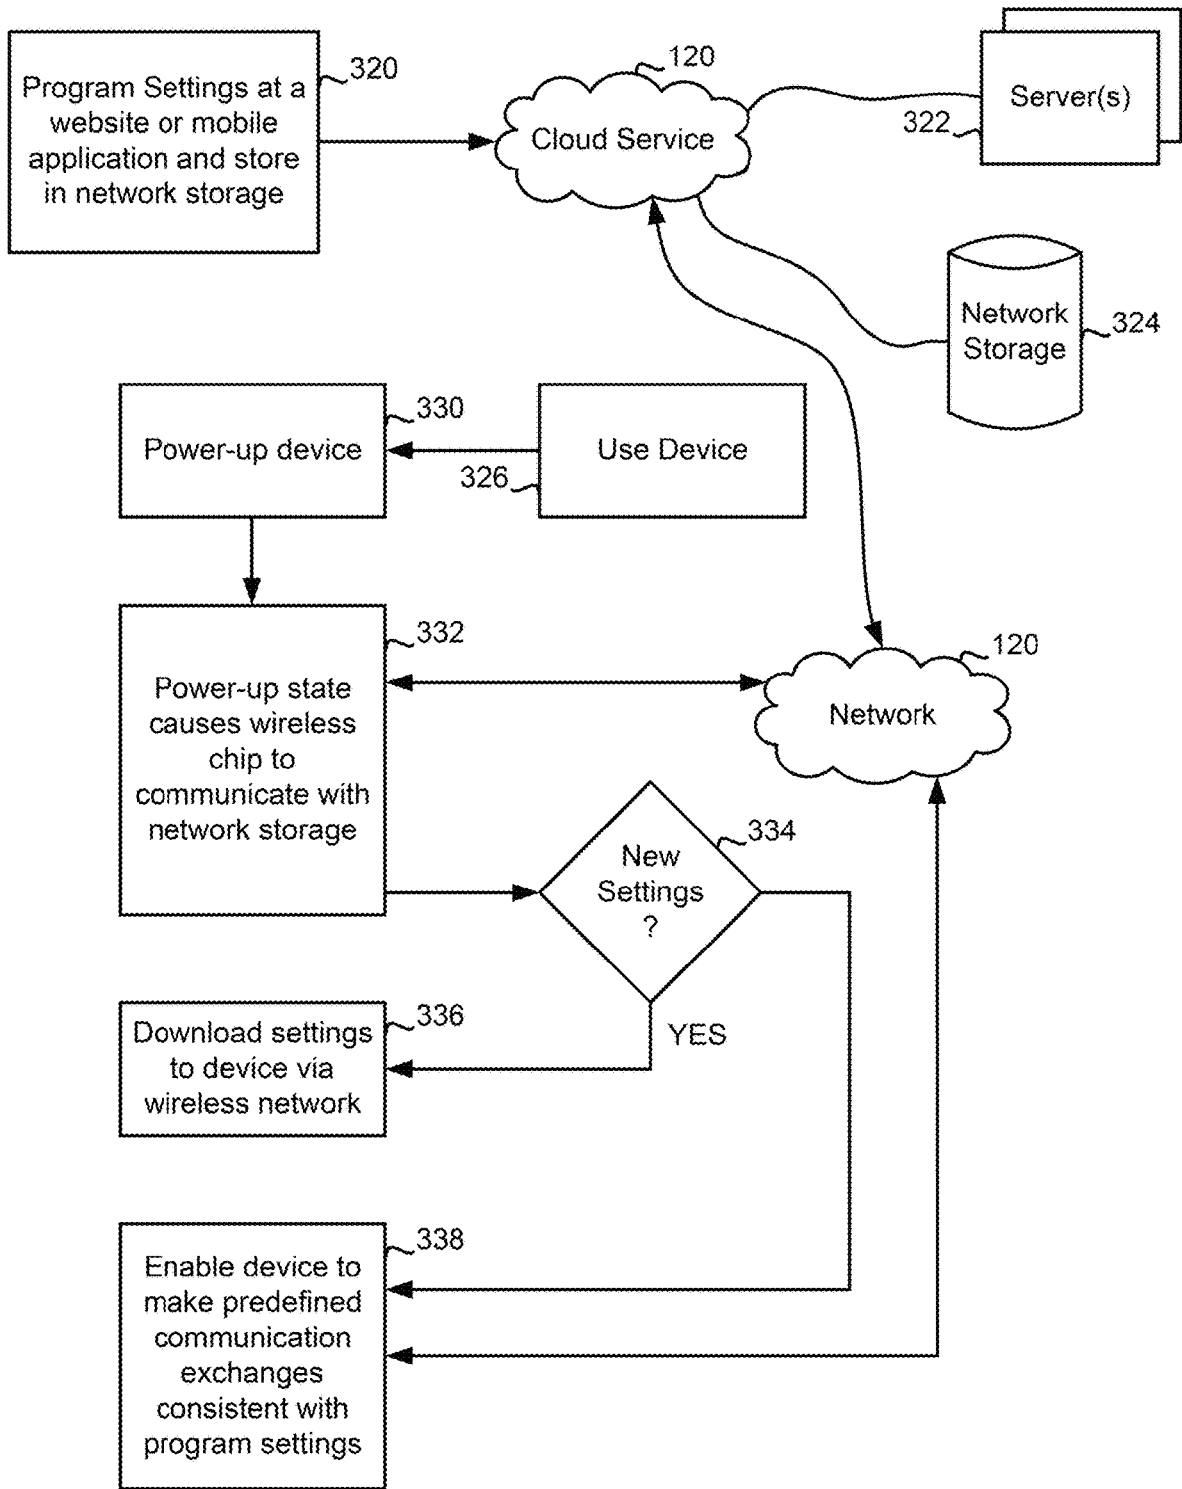 320
Program Settings at a
website or mobile
application and store
in network storage
120
Cloud Service
Server(s)
322
Network
Storage
324
330
Power-up device
326
Use Device
332
Power-up state
causes wireless
chip to
communicate with
network storage
120
Network
334
New
Settings
?
YES
336
Download settings
to device via
wireless network
338
Enable device to
make predefined
communication
exchanges
consistent with
program settings